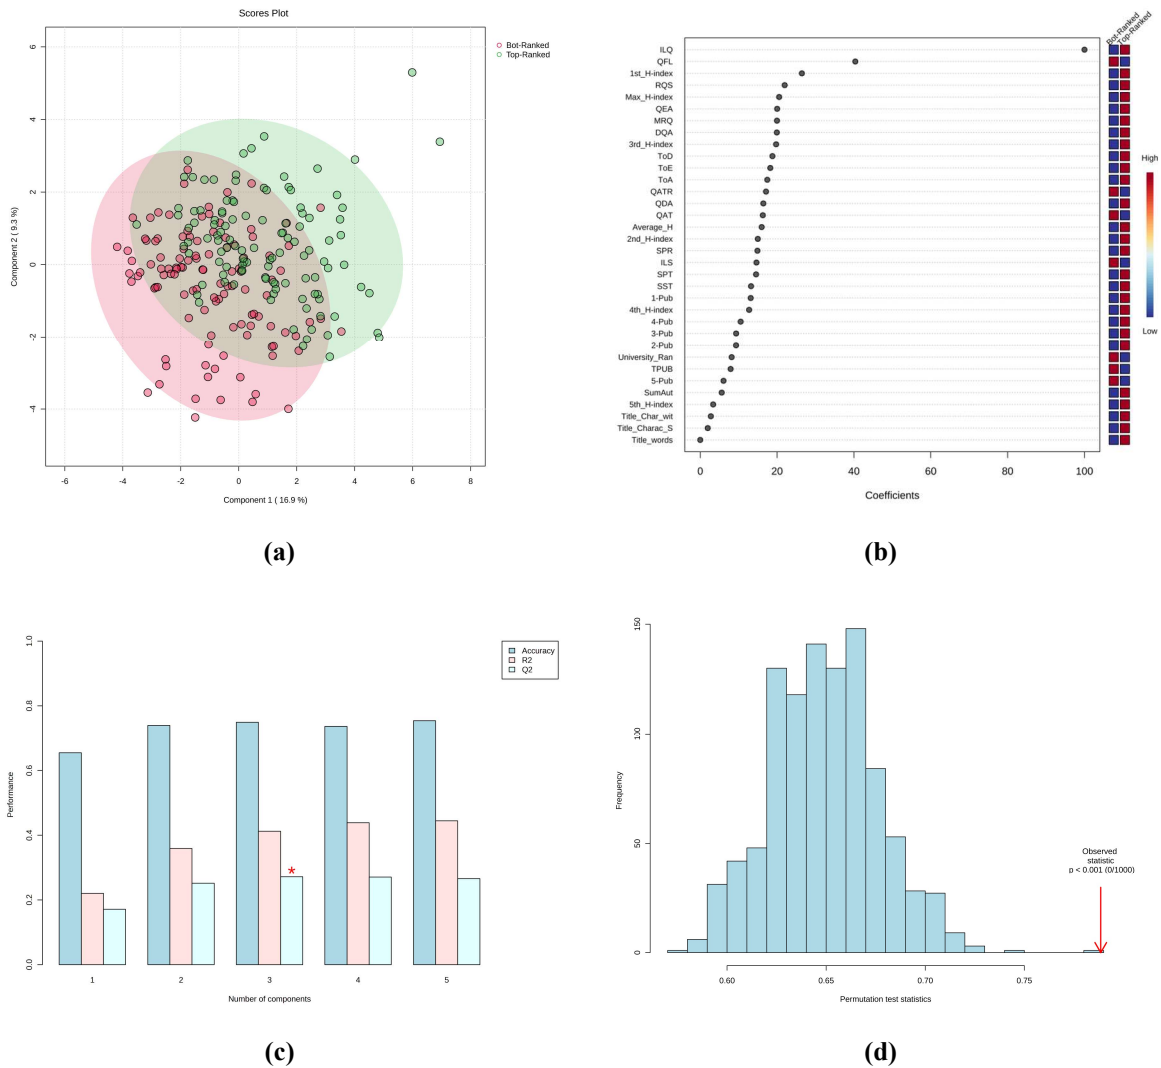 Scores Plot
Bot-Ranked
Top-Ranked
6
4
2
0
-2
-4
Component 2 ( 9.3 %)
-6
-4
-2
0
2
4
6
8
Component 1 ( 16.9 %)
(a)
Bot-Ranked
Top-Ranked
ILQ
QFL
1st_H-index
RQS
Max_H-index
QEA
MRQ
DQA
3rd_H-index
ToD
ToE
ToA
QATR
QDA
QAT
Average_H
2nd_H-index
SPR
ILS
SPT
SST
1-Pub
4th_H-index
4-Pub
3-Pub
2-Pub
University_Ran
TPUB
5-Pub
SumAut
5th_H-index
Title_Char_wit
Title_Charac_S
Title_words
High
Low
0
20
40
60
80
100
Coefficients
(b)
1.0
0.8
0.6
0.4
0.2
0.0
Performance
Accuracy
R2
Q2
*
1
2
3
4
5
Number of components
(c)
150
100
50
0
Frequency
Observed
statistic
p < 0.001 (0/1000)
0.60
0.65
0.70
0.75
Permutation test statistics
(d)